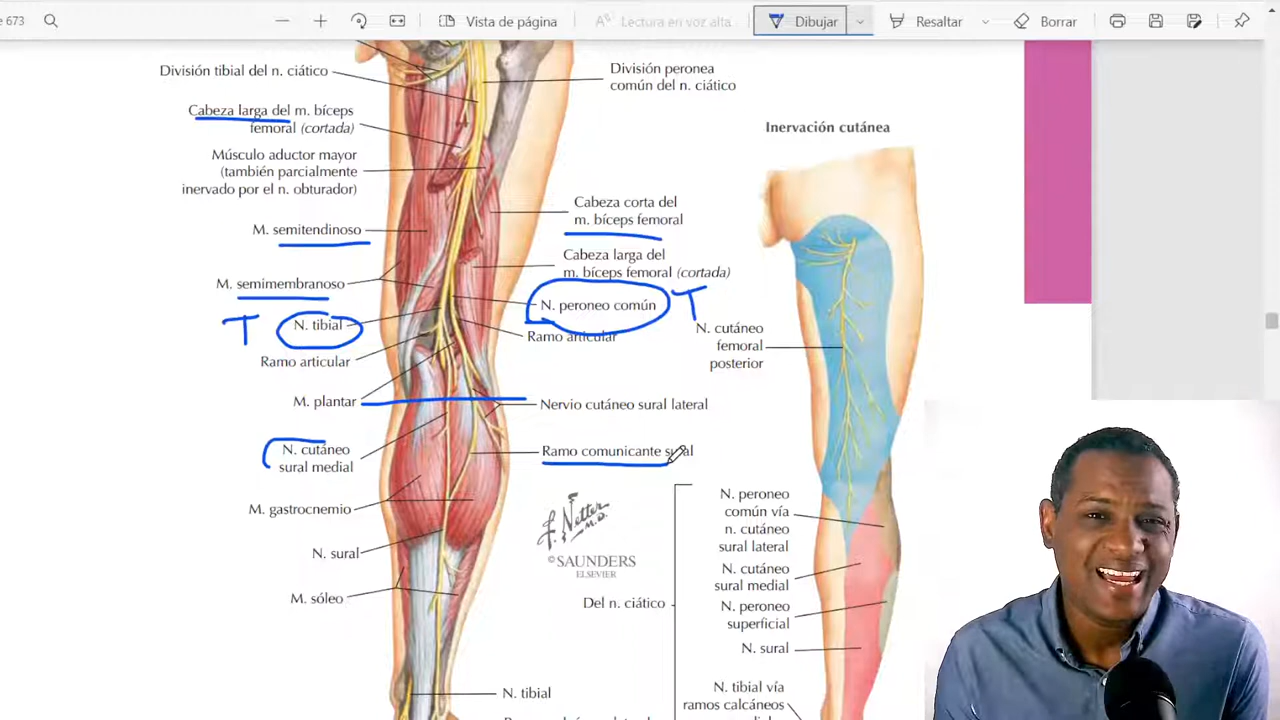 e 673
Vista de página
Lectura en voz alta
Dibujar
Resaltar
Borrar
División tibial del n. ciático
Cabeza larga del m. bíceps
femoral (cortada)
Músculo aductor mayor
(también parcialmente
inervado por el n. obturador)
M. semitendinoso
M. semimembranoso
T
N. tibial
Ramo articular
M. plantar
N. cutáneo
sural medial
M. gastrocnemio
N. sural
M. sóleo
División peronea
común del n. ciático
Cabeza corta del
m. bíceps femoral
Cabeza larga del
m. bíceps femoral (cortada)
N. peroneo común
T
Ramo articular
Nervio cutáneo sural lateral
Ramo comunicante sural
F. Netter
M.D.
©SAUNDERS
ELSEVIER
N. tibial
Inervación cutánea
N. cutáneo
femoral
posterior
Del n. ciático
N. peroneo
común vía
n. cutáneo
sural lateral
N. cutáneo
sural medial
N. peroneo
superficial
N. sural
N. tibial vía
ramos calcáneos